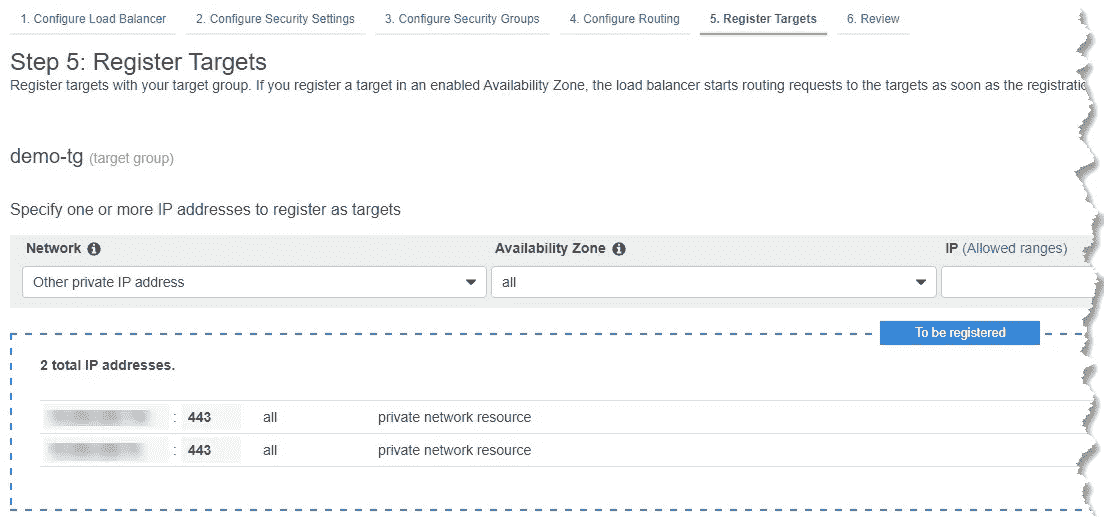 1. Configure Load Balancer 2. Configure Security Settings 3. Configure Security Groups 4. Configure Routing 5. Register Targets 6. Review
Step 5: Register Targets
Register targets with your target group. If you register a target in an enabled Availability Zone, the load balancer starts routing requests to the targets as soon as the
demo-tg (target group)
Specify one or more IP addresses to register as targets
Network Availability Zone IP (Allowed ranges)
Other private IP address all
To be registered
2 total IP addresses.
: 443 all private network resource
: 443 all private network resource